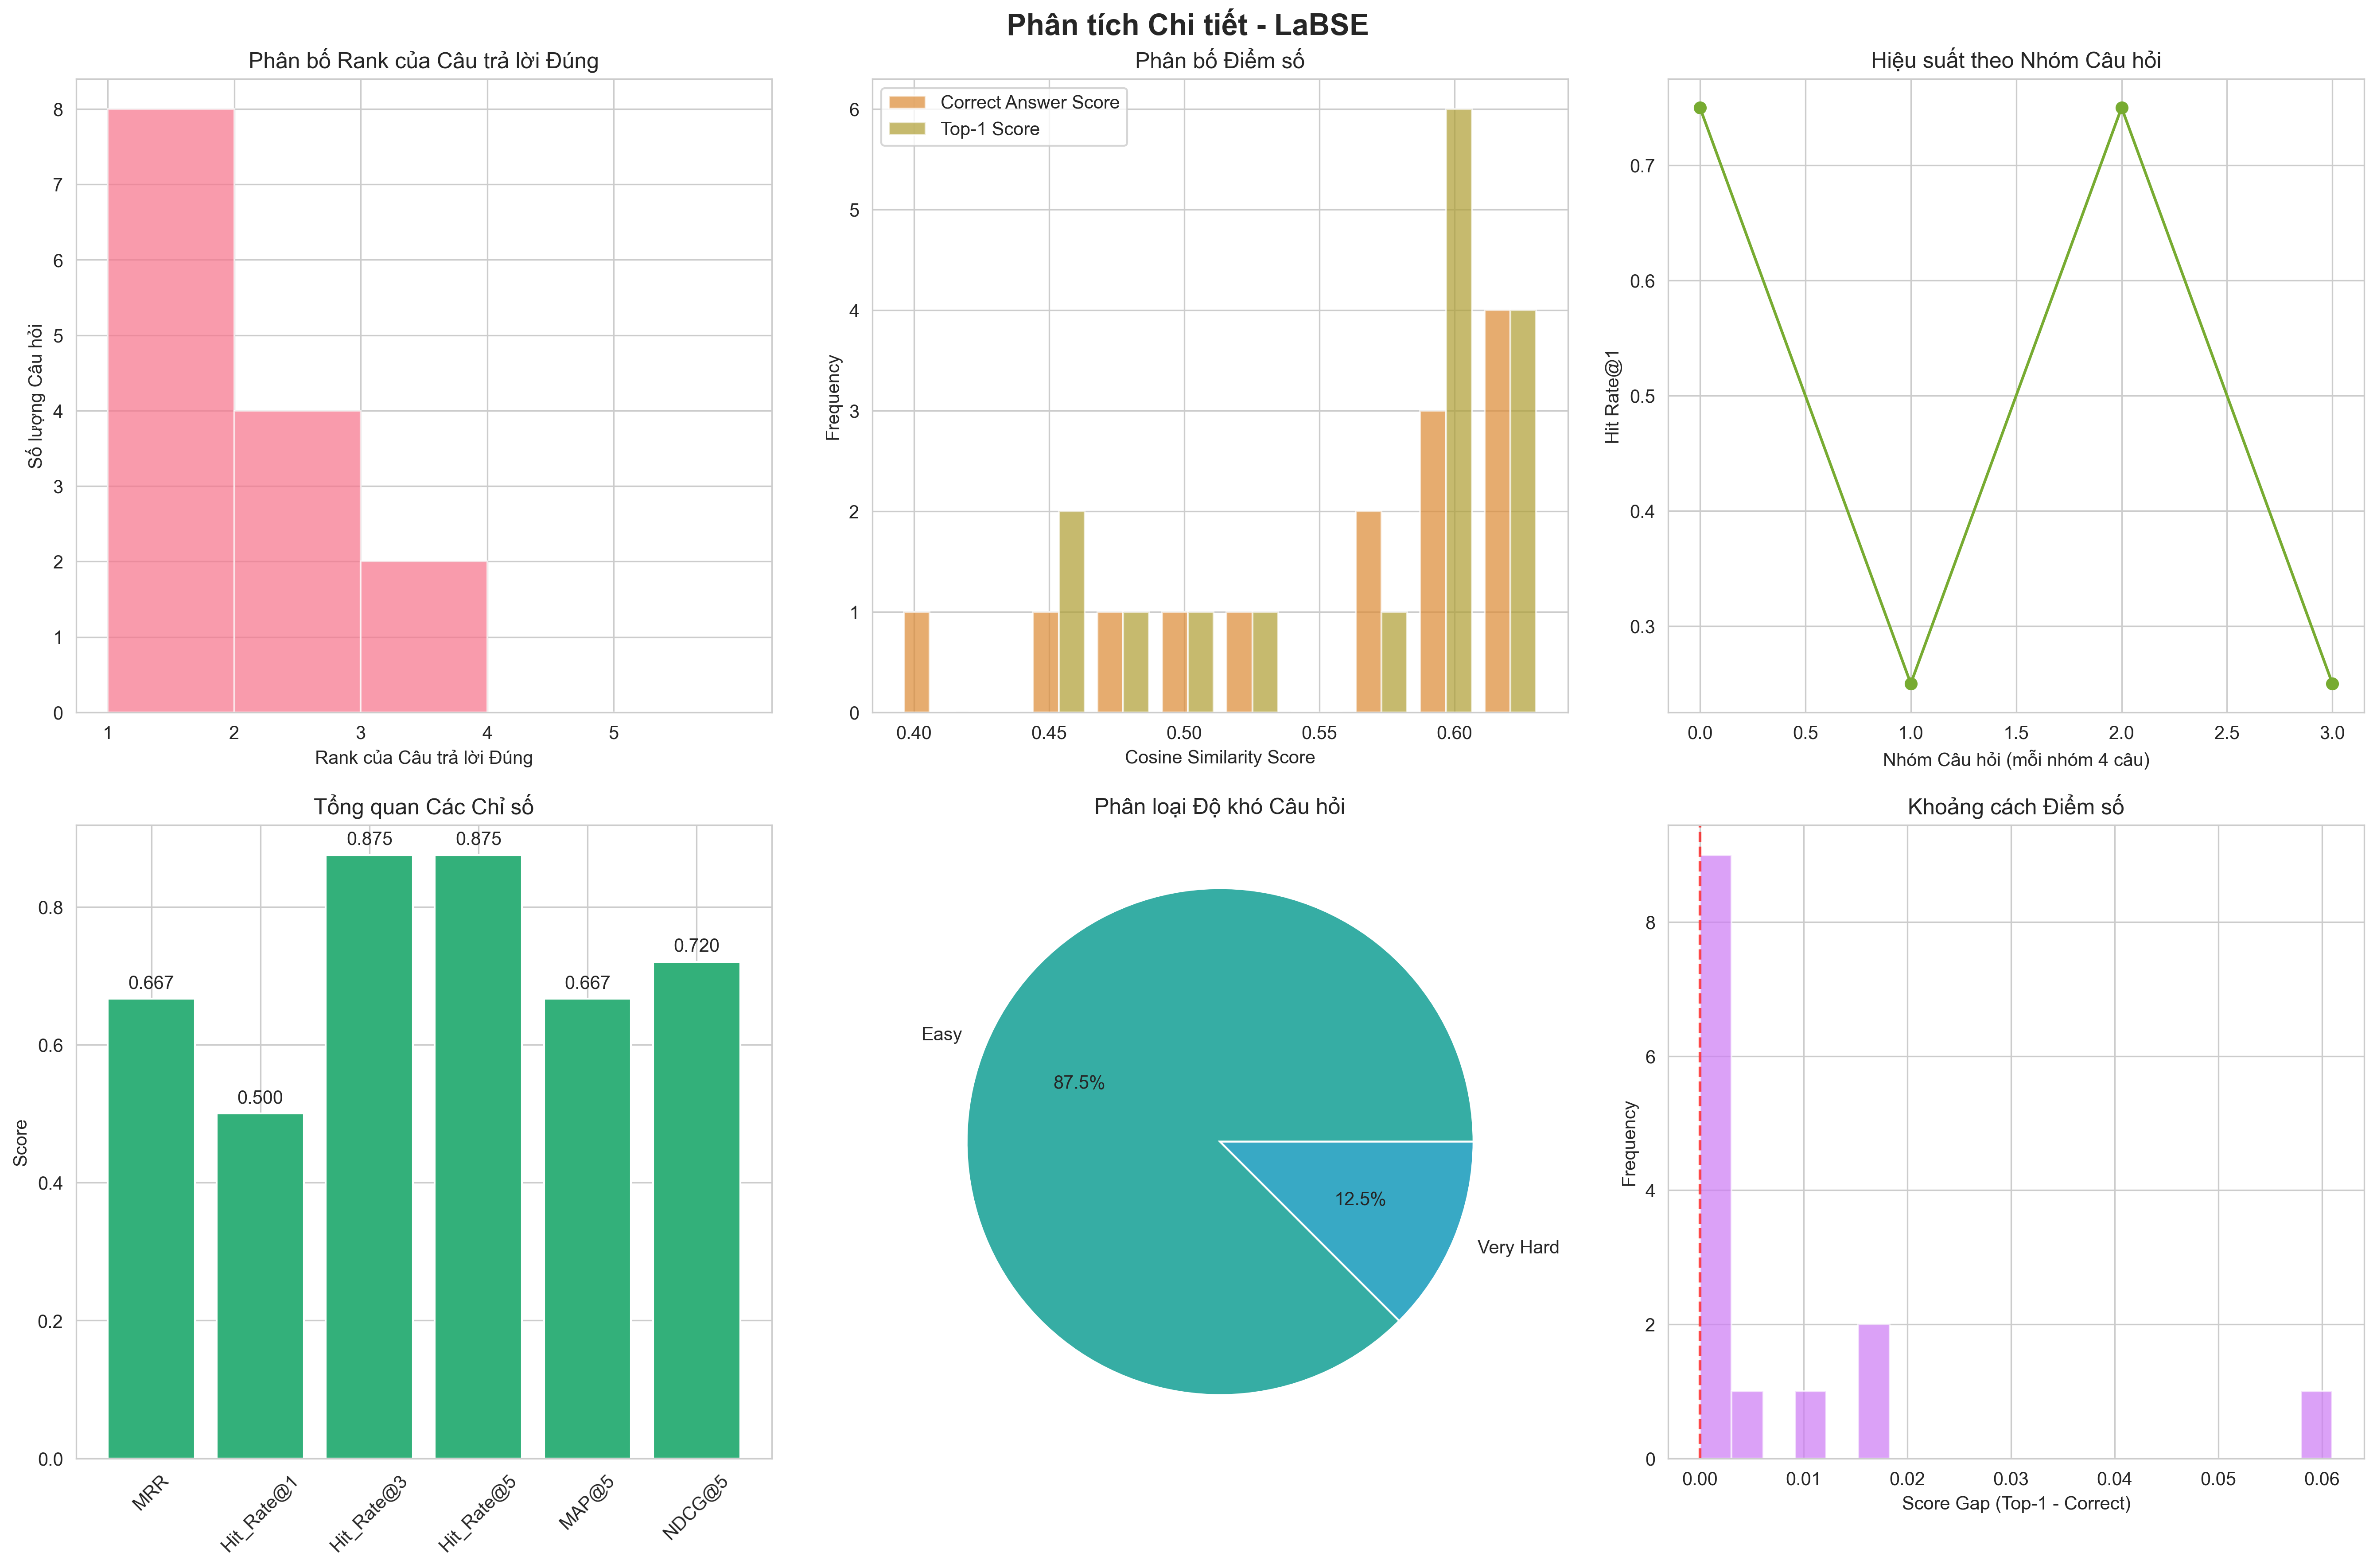 Phân tích Chi tiết - LaBSE
Phân bố Rank của Câu trả lời Đúng
Số lượng Câu hỏi
8
7
6
5
4
3
2
1
0
1 2 3 4 5
Rank của Câu trả lời Đúng
Phân bố Điểm số
Correct Answer Score
Top-1 Score
Frequency
6
5
4
3
2
1
0
0.40 0.45 0.50 0.55 0.60
Cosine Similarity Score
Hiệu suất theo Nhóm Câu hỏi
Hit Rate@1
0.7
0.6
0.5
0.4
0.3
0.0 0.5 1.0 1.5 2.0 2.5 3.0
Nhóm Câu hỏi (mỗi nhóm 4 câu)
Tổng quan Các Chỉ số
Score
0.8
0.6
0.4
0.2
0.0
0.667
0.500
0.875
0.875
0.667
0.720
MRR
Hit_Rate@1
Hit_Rate@3
Hit_Rate@5
MAP@5
NDCG@5
Phân loại Độ khó Câu hỏi
Easy
87.5%
12.5%
Very Hard
Khoảng cách Điểm số
Frequency
8
6
4
2
0
0.00 0.01 0.02 0.03 0.04 0.05 0.06
Score Gap (Top-1 - Correct)